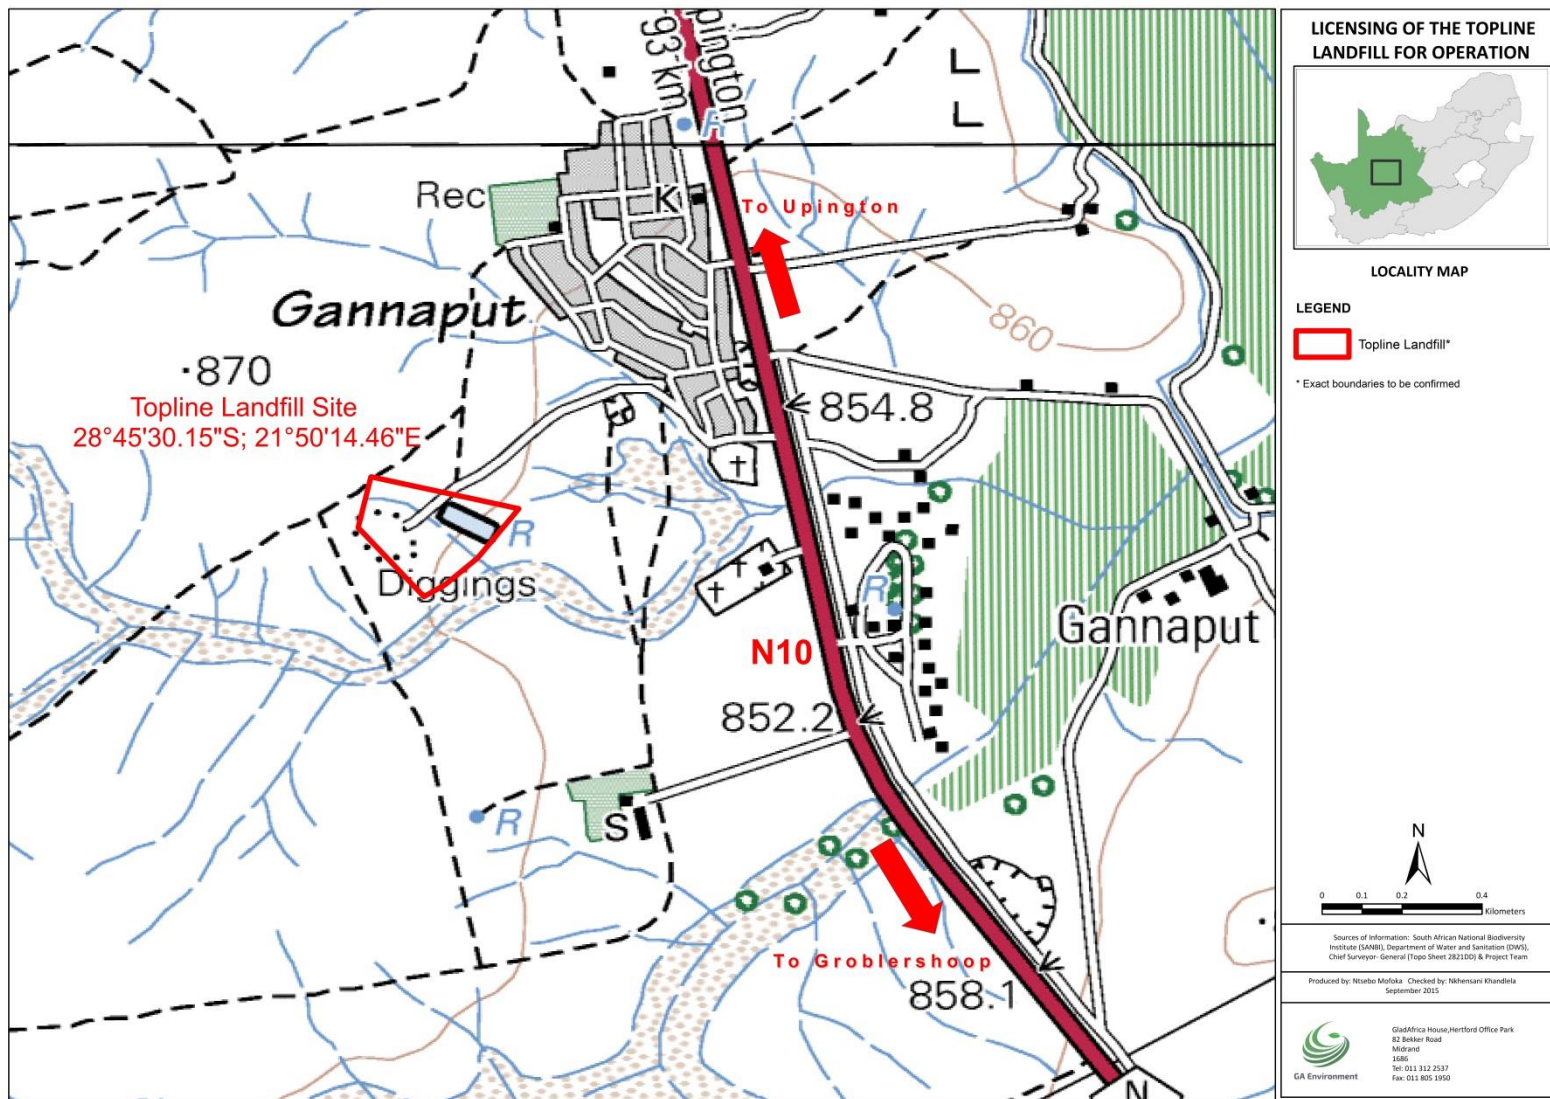 pington
93 km
R
Rec
K
To Upington
Gannaput
860
870
Topline Landfill Site
28°45'30.15"S; 21°50'14.46"E
854.8
R
Diggings
R
Gannaput
N10
852.2
R
S
To Groblershoop
858.1
N
LICENSING OF THE TOPLINE
LANDFILL FOR OPERATION
LOCALITY MAP
LEGEND
Topline Landfill*
* Exact boundaries to be confirmed
N
0 0.1 0.2 0.4
Kilometers
Sources of Information: South African National Biodiversity
Institute (SANBI), Department of Water and Sanitation (DWS),
Chief Surveyor- General (Topo Sheet 2821DD) & Project Team
Produced by: Ntsebo Mofoka Checked by: Nkhensani Khandlela
September 2015
GladAfrica House,Hertford Office Park
82 Bekker Road
Midrand
1686
Tel: 011 312 2537
Fax: 011 805 1950
GA Environment